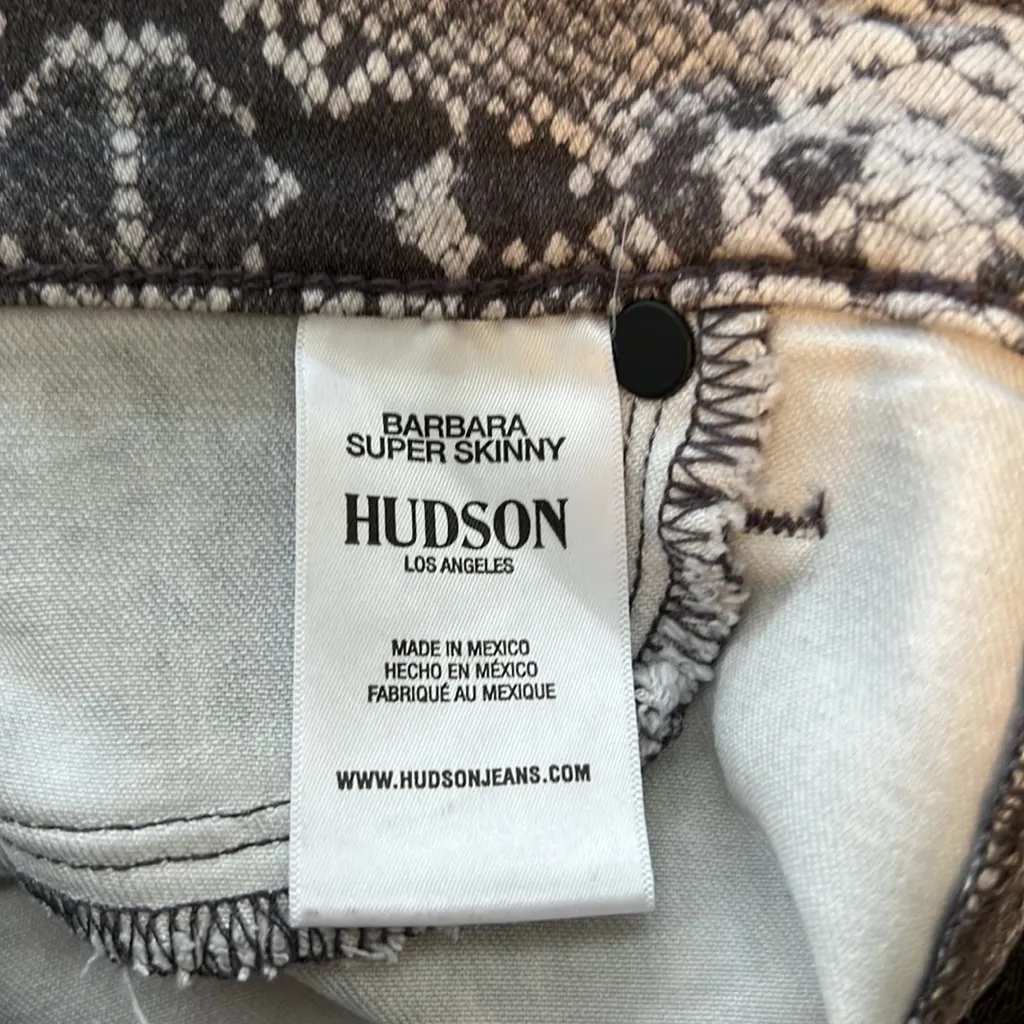 BARBARA
SUPER SKINNY
HUDSON
LOS ANGELES
MADE IN MEXICO
HECHO EN MÉXICO
FABRIQUÉ AU MEXIQUE
WWW.HUDSONJEANS.COM